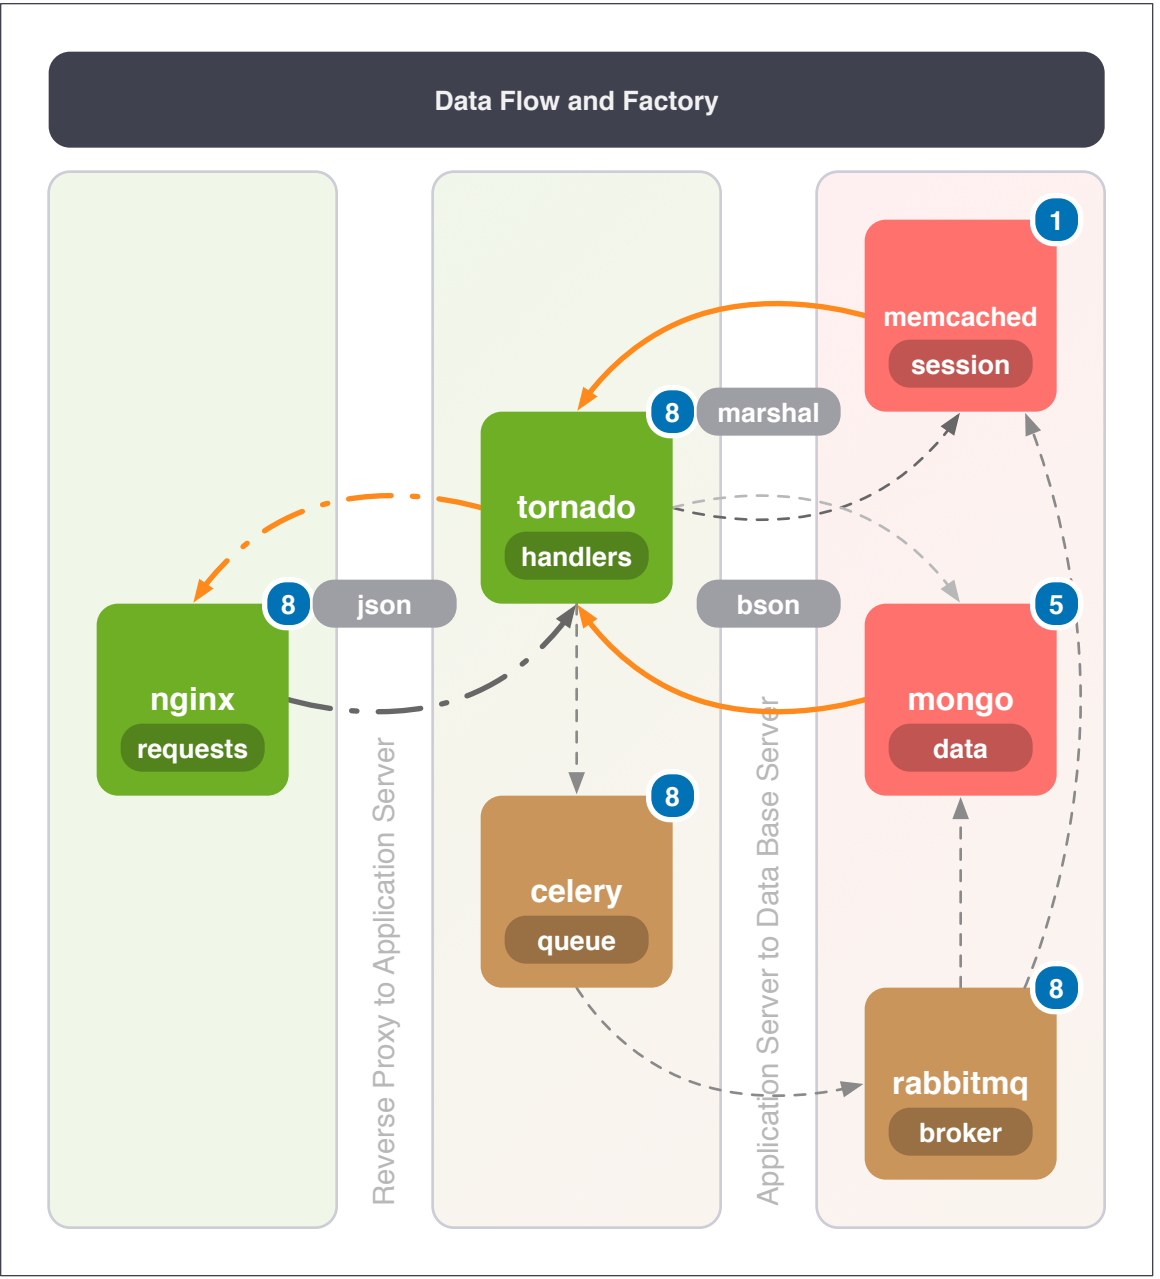 Data Flow and Factory
1
memcached
session
8
marshal
tornado
handlers
8
json
bson
5
nginx
requests
mongo
data
8
celery
queue
Reverse Proxy to Application Server
Application Server to Data Base Server
8
rabbitmq
broker